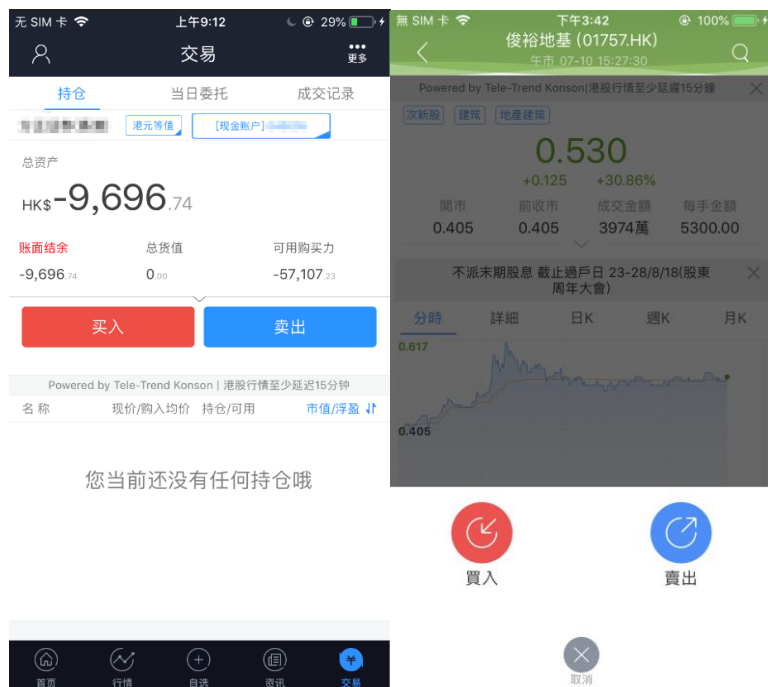 无 SIM 卡
上午9:12
29%
交易
更多
持仓
当日委托
成交记录
港元等值
[现金账户]
总资产
HK$-9,696.74
账面结余
总货值
可用购买力
-9,696.74
0.00
-57,107.23
买入
卖出
Powered by Tele-Trend Konson | 港股行情至少延迟15分钟
名称
现价/购入均价
持仓/可用
市值/浮盈
您当前还没有任何持仓哦
首页
行情
自选
资讯
交易
無 SIM 卡
下午3:42
100%
俊裕地基 (01757.HK)
午市 07-10 15:27:30
Powered by Tele-Trend Konson|港股行情至少延遲15分鐘
次新股
建筑
地產建筑
0.530
+0.125
+30.86%
開市
前收市
成交金額
每手金額
0.405
0.405
3974萬
5300.00
不派末期股息 截止過戶日 23-28/8/18(股東
周年大會)
分時
詳細
日K
週K
月K
0.617
0.405
買入
賣出
取消